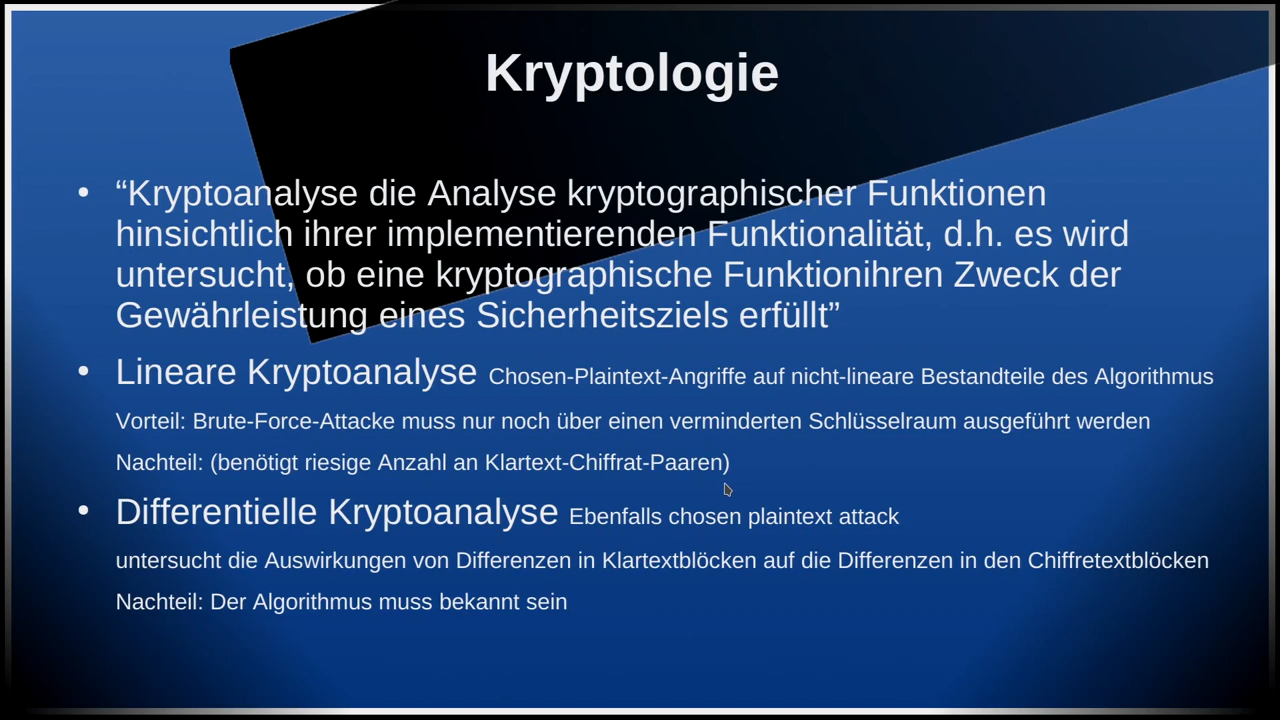 Kryptologie
• “Kryptoanalyse die Analyse kryptographischer Funktionen
hinsichtlich ihrer implementierenden Funktionalität, d.h. es wird
untersucht, ob eine kryptographische Funktionihren Zweck der
Gewährleistung eines Sicherheitsziels erfüllt”
• Lineare Kryptoanalyse Chosen-Plaintext-Angriffe auf nicht-lineare Bestandteile des Algorithmus
Vorteil: Brute-Force-Attacke muss nur noch über einen verminderten Schlüsselraum ausgeführt werden
Nachteil: (benötigt riesige Anzahl an Klartext-Chiffrat-Paaren)
• Differentielle Kryptoanalyse Ebenfalls chosen plaintext attack
untersucht die Auswirkungen von Differenzen in Klartextblöcken auf die Differenzen in den Chiffretextblöcken
Nachteil: Der Algorithmus muss bekannt sein